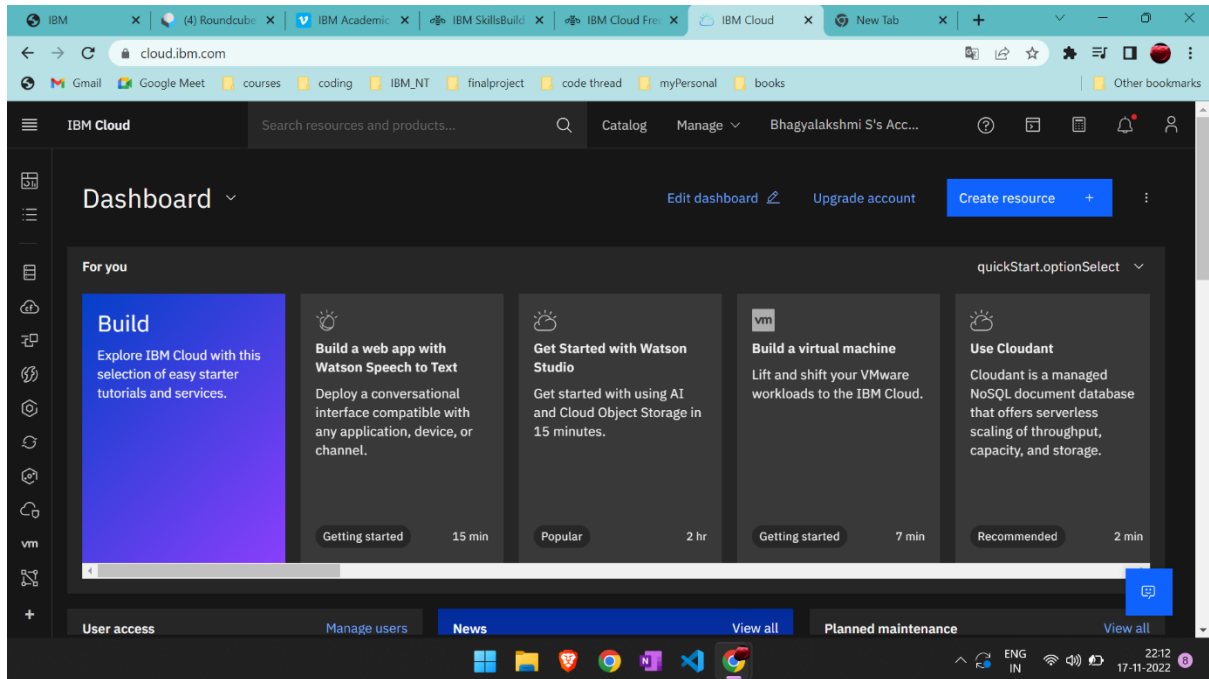 IBM
(4) Roundcube
IBM Academic
IBM SkillsBuild
IBM Cloud Free
IBM Cloud
New Tab
cloud.ibm.com
Gmail
Google Meet
courses
coding
IBM_NT
finalproject
code thread
myPersonal
books
Other bookmarks
IBM Cloud
Search resources and products...
Catalog
Manage
Bhagyalakshmi S's Acc...
Dashboard
Edit dashboard
Upgrade account
Create resource +
For you
quickStart.optionSelect
Build
Explore IBM Cloud with this
selection of easy starter
tutorials and services.
Build a web app with
Watson Speech to Text
Deploy a conversational
interface compatible with
any application, device, or
channel.
Getting started
15 min
Get Started with Watson
Studio
Get started with using AI
and Cloud Object Storage in
15 minutes.
Popular
2 hr
vm
Build a virtual machine
Lift and shift your VMware
workloads to the IBM Cloud.
Getting started
7 min
Use Cloudant
Cloudant is a managed
NoSQL document database
that offers serverless
scaling of throughput,
capacity, and storage.
Recommended
2 min
vm
User access
Manage users
News
View all
Planned maintenance
View all
ENG
IN
22:12
17-11-2022
8